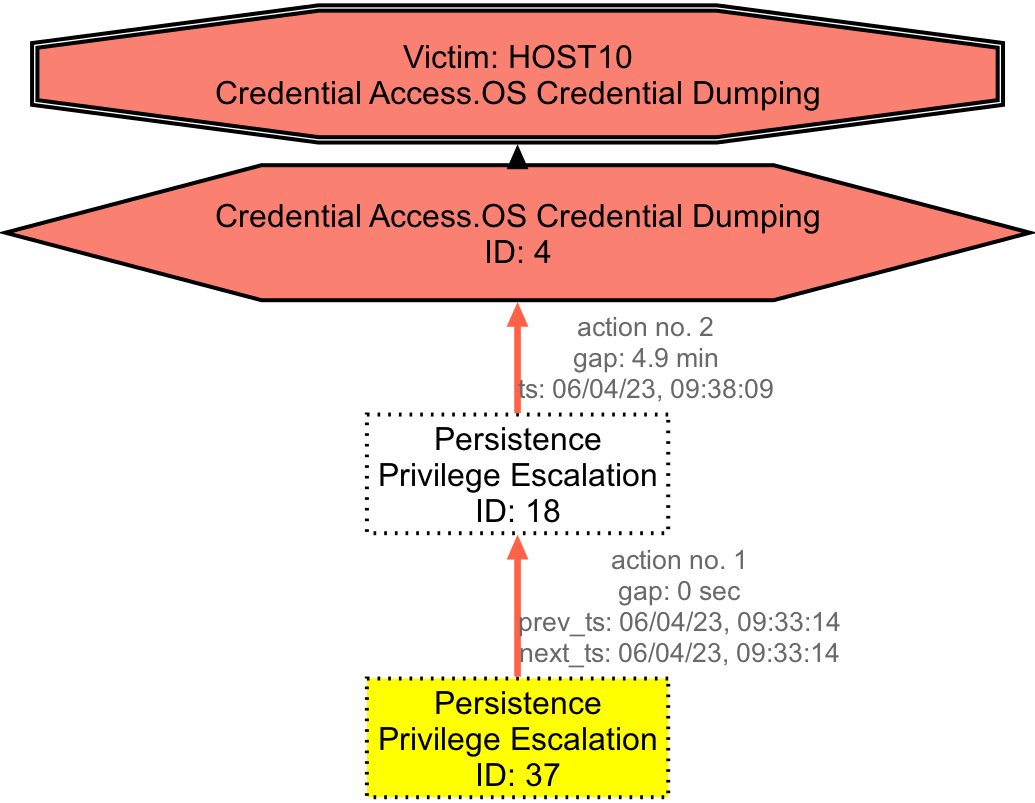 Victim: HOST10
Credential Access.OS Credential Dumping
Credential Access.OS Credential Dumping
ID: 4
action no. 2
gap: 4.9 min
ts: 06/04/23, 09:38:09
Persistence
Privilege Escalation
ID: 18
action no. 1
gap: 0 sec
prev_ts: 06/04/23, 09:33:14
next_ts: 06/04/23, 09:33:14
Persistence
Privilege Escalation
ID: 37